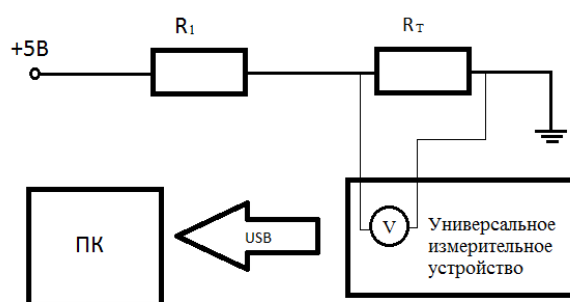 R1
RT
+5В
ПК
USB
V
Универсальное
измерительное
устройство